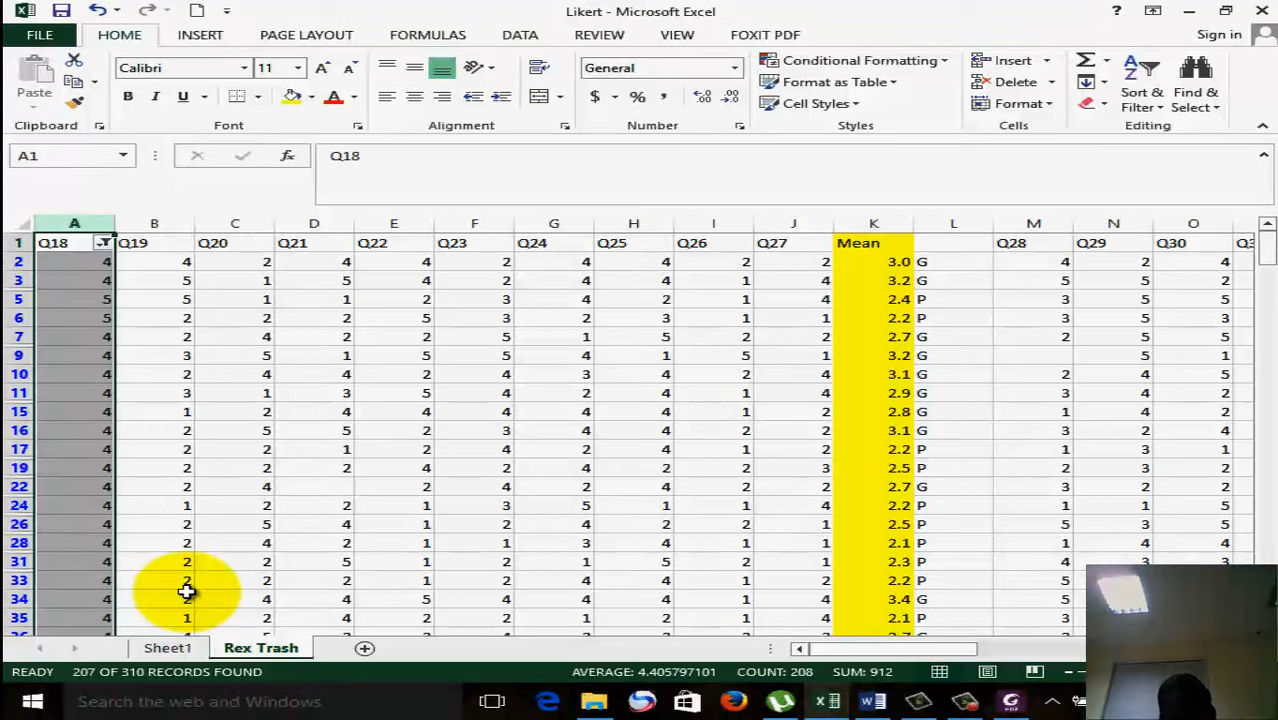 Likert - Microsoft Excel
?
FILE HOME INSERT PAGE LAYOUT FORMULAS DATA REVIEW VIEW FOXIT PDF Sign in
Paste
Calibri 11
B I U
General
$ % ,
Conditional Formatting
Format as Table
Cell Styles
Insert
Delete
Format
Sort & Filter
Find & Select
Clipboard Font Alignment Number Styles Cells Editing
A1 fx Q18
A B C D E F G H I J K L M N O
1 Q18 Q19 Q20 Q21 Q22 Q23 Q24 Q25 Q26 Q27 Mean Q28 Q29 Q30
2 4 4 2 4 4 2 4 4 2 2 3.0 G 4 2 4
3 4 5 1 5 4 2 4 4 1 4 3.2 G 5 5 2
5 5 5 1 1 2 3 4 2 1 4 2.4 P 3 5 5
6 5 2 2 2 5 3 2 3 1 1 2.2 P 3 5 3
7 4 2 4 2 2 5 1 5 2 2 2.7 G 2 5 5
9 4 3 5 1 5 5 4 1 5 1 3.2 G 5 1
10 4 2 4 4 2 4 3 4 2 4 3.1 G 2 4 5
11 4 3 1 3 5 4 2 4 1 4 2.9 G 3 4 2
15 4 1 2 4 4 4 4 4 1 2 2.8 G 1 4 2
16 4 2 5 5 2 3 4 4 2 2 3.1 G 3 2 4
17 4 2 2 1 2 4 2 4 1 2 2.2 P 1 3 1
19 4 2 2 2 4 2 4 2 2 3 2.5 P 2 3 2
22 4 2 4 2 4 2 4 2 2 2.7 G 3 2 2
24 4 1 2 2 1 3 5 1 1 4 2.2 P 1 1 5
26 4 2 5 4 1 2 4 2 2 1 2.5 P 5 3 5
28 4 2 4 2 1 1 3 4 1 1 2.1 P 1 4 4
31 4 2 2 5 1 2 1 5 2 1 2.3 P 4 3 3
33 4 2 2 2 1 2 4 4 1 2 2.2 P 5
34 4 2 4 4 5 2 4 4 1 4 3.4 G 5
35 4 1 2 4 2 2 1 2 1 4 2.1 P 3
Sheet1 Rex Trash
READY 207 OF 310 RECORDS FOUND AVERAGE: 4.405797101 COUNT: 208 SUM: 912
Search the web and Windows